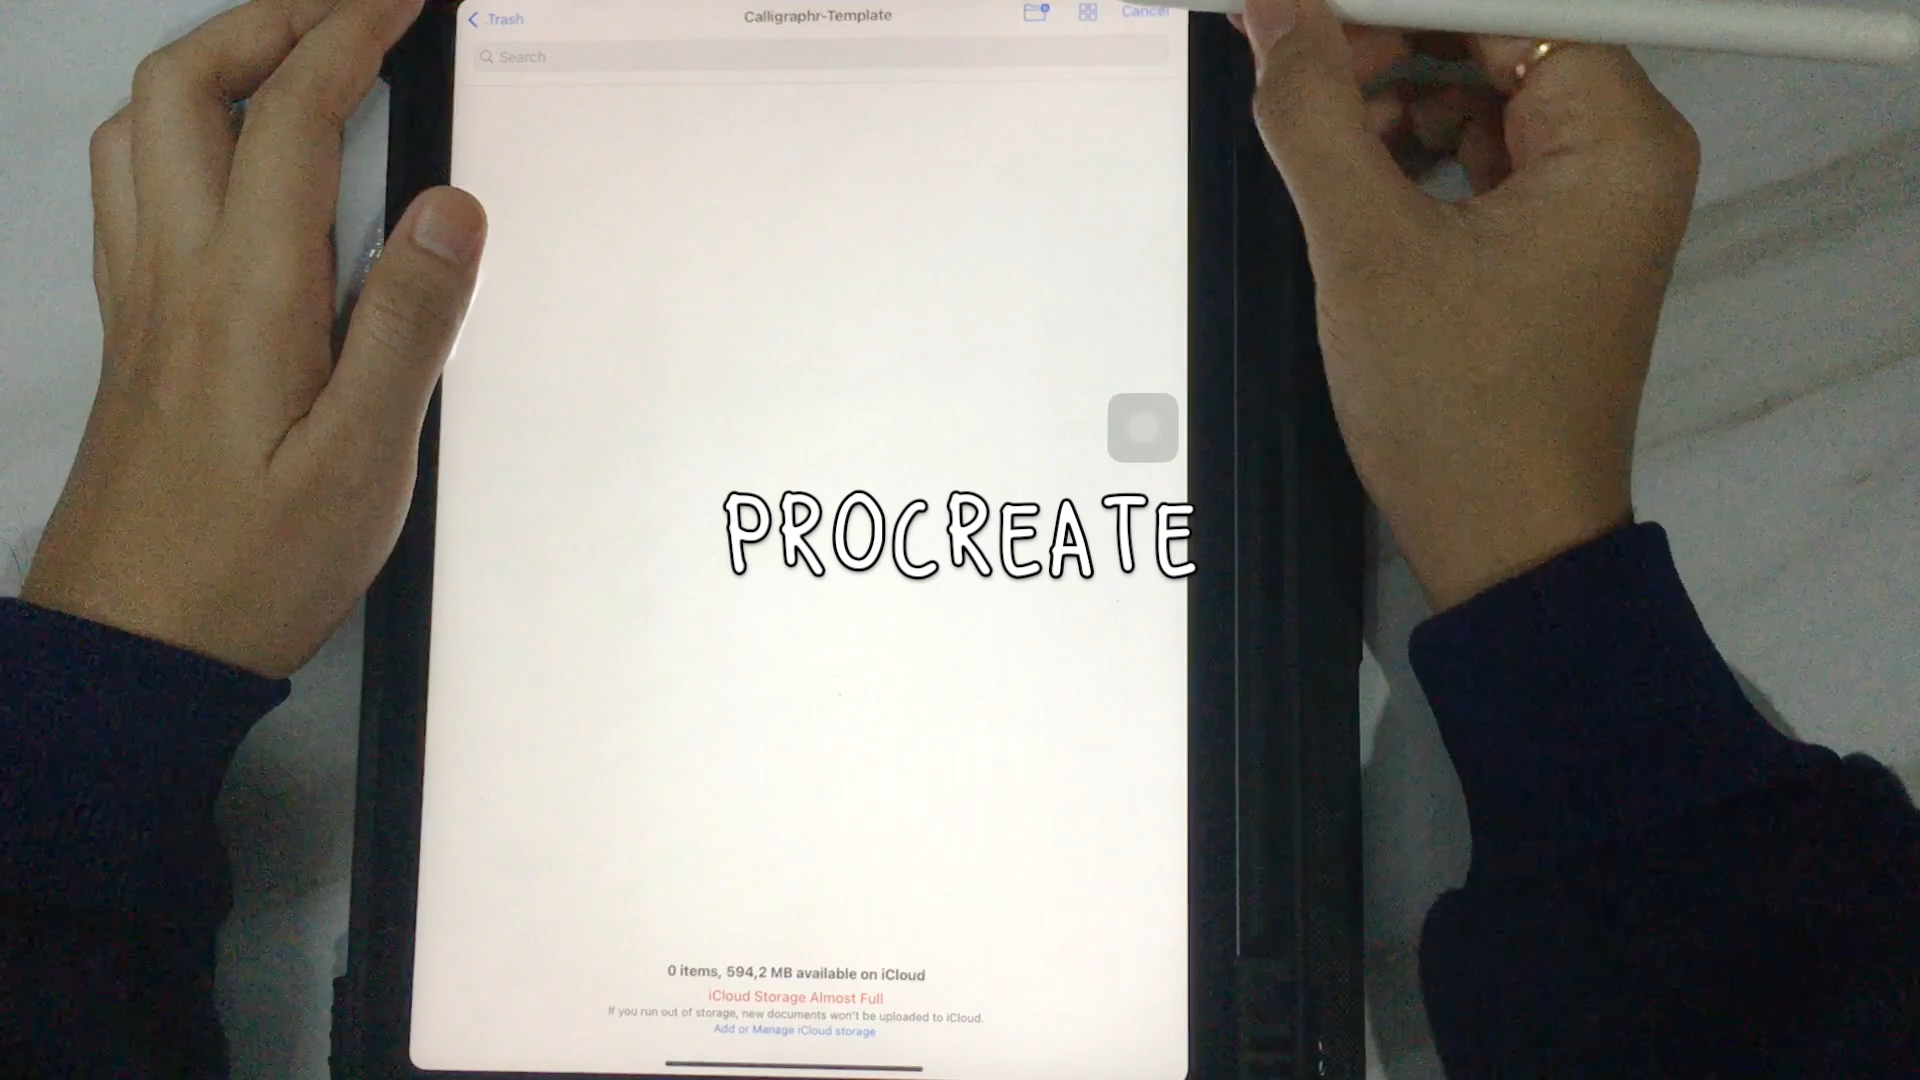 Trash
Calligraphr-Template
Cancel
Search
PROCREATE
0 items, 594,2 MB available on iCloud
iCloud Storage Almost Full
If you run out of storage, new documents won't be uploaded to iCloud.
Add or Manage iCloud storage